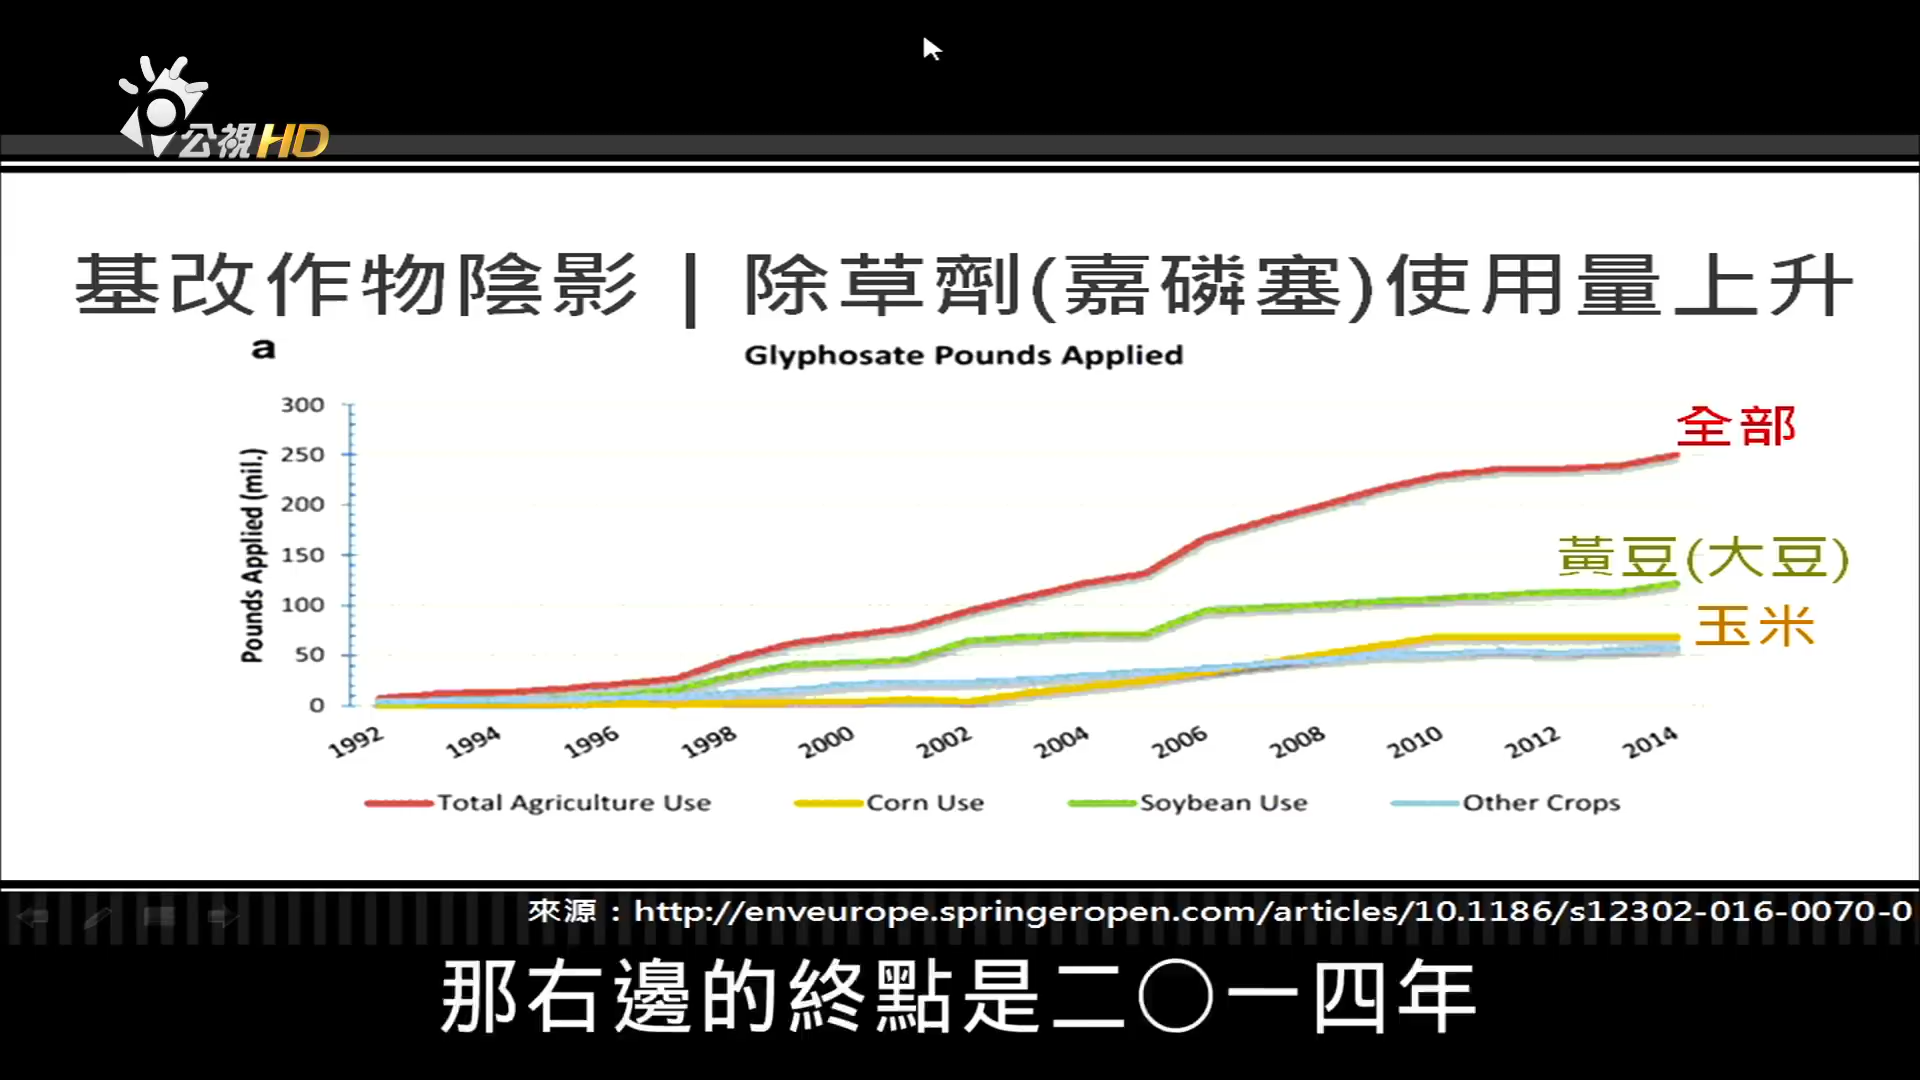 公視HD
基改作物陰影 | 除草劑(嘉磷塞)使用量上升
a
Glyphosate Pounds Applied
Pounds Applied (mil.)
300
250
200
150
100
50
0
全部
黃豆(大豆)
玉米
1992 1994 1996 1998 2000 2002 2004 2006 2008 2010 2012 2014
Total Agriculture Use Corn Use Soybean Use Other Crops
來源：http://enveurope.springeropen.com/articles/10.1186/s12302-016-0070-0
那右邊的終點是二〇一四年